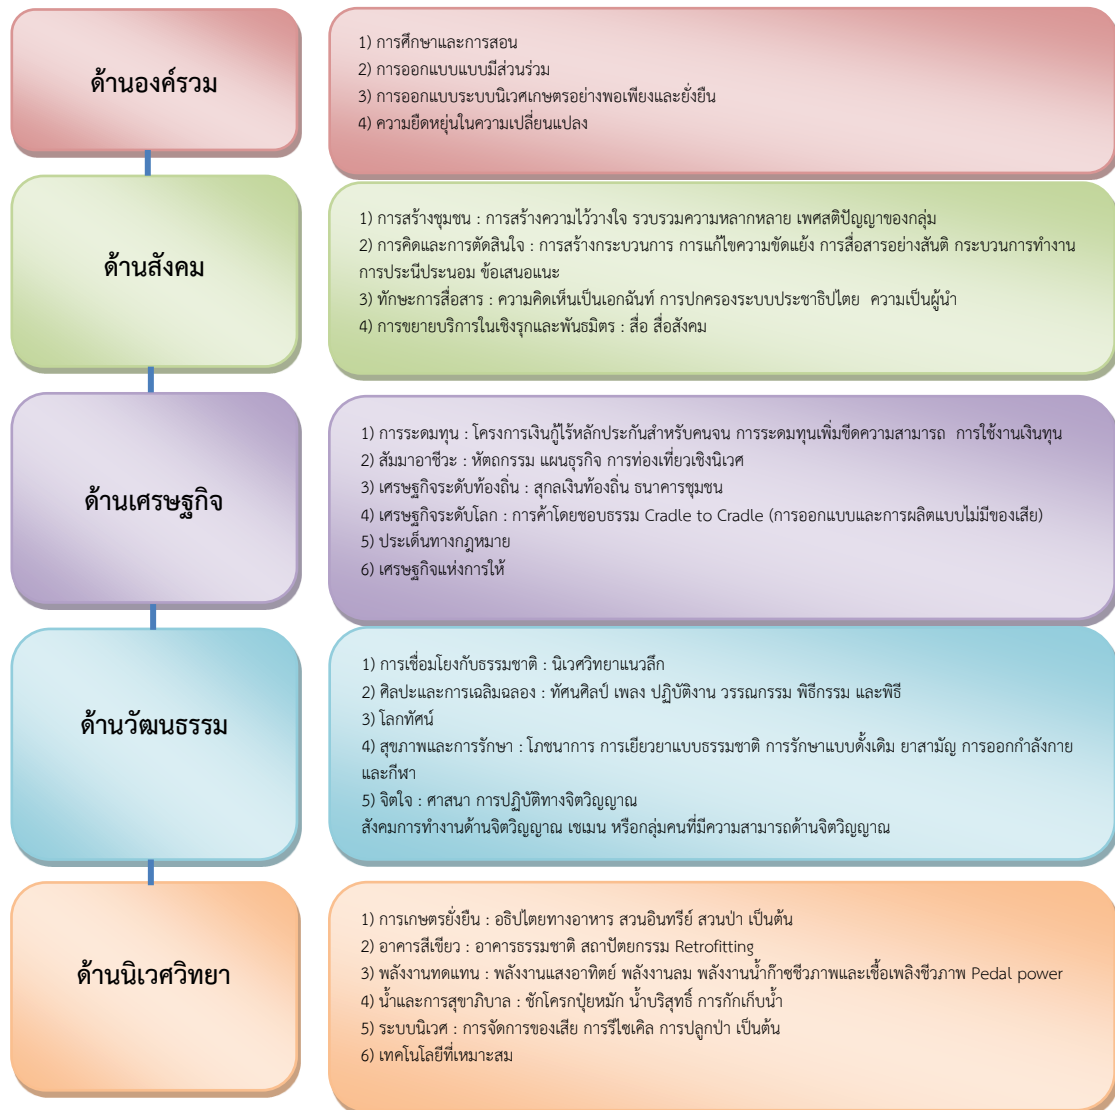 ด้านองค์รวม
1) การศึกษาและการสอน
2) การออกแบบแบบมีส่วนร่วม
3) การออกแบบระบบนิเวศเกษตรอย่างพอเพียงและยั่งยืน
4) ความยืดหยุ่นในความเปลี่ยนแปลง
ด้านสังคม
1) การสร้างชุมชน : การสร้างความไว้วางใจ รวบรวมความหลากหลาย เพศสติปัญญาของกลุ่ม
2) การคิดและการตัดสินใจ : การสร้างกระบวนการ การแก้ไขความขัดแย้ง การสื่อสารอย่างสันติ กระบวนการทำงาน
การประนีประนอม ข้อเสนอแนะ
3) ทักษะการสื่อสาร : ความคิดเห็นเป็นเอกฉันท์ การปกครองระบบประชาธิปไตย ความเป็นผู้นำ
4) การขยายบริการในเชิงรุกและพันธมิตร : สื่อ สื่อสังคม
ด้านเศรษฐกิจ
1) การระดมทุน : โครงการเงินกู้ไร้หลักประกันสำหรับคนจน การระดมทุนเพิ่มขีดความสามารถ การใช้งานเงินทุน
2) สัมมาอาชีวะ : หัตถกรรม แผนธุรกิจ การท่องเที่ยวเชิงนิเวศ
3) เศรษฐกิจระดับท้องถิ่น : สุกลเงินท้องถิ่น ธนาคารชุมชน
4) เศรษฐกิจระดับโลก : การค้าโดยชอบธรรม Cradle to Cradle (การออกแบบและการผลิตแบบไม่มีของเสีย)
5) ประเด็นทางกฎหมาย
6) เศรษฐกิจแห่งการให้
ด้านวัฒนธรรม
1) การเชื่อมโยงกับธรรมชาติ : นิเวศวิทยาแนวลึก
2) ศิลปะและการเฉลิมฉลอง : ทัศนศิลป์ เพลง ปฏิบัติงาน วรรณกรรม พิธีกรรม และพิธี
3) โลกทัศน์
4) สุขภาพและการรักษา : โภชนาการ การเยียวยาแบบธรรมชาติ การรักษาแบบดั้งเดิม ยาสามัญ การออกกำลังกาย
และกีฬา
5) จิตใจ : ศาสนา การปฏิบัติทางจิตวิญญาณ
สังคมการทำงานด้านจิตวิญญาณ เชเมน หรือกลุ่มคนที่มีความสามารถด้านจิตวิญญาณ
ด้านนิเวศวิทยา
1) การเกษตรยั่งยืน : อธิปไตยทางอาหาร สวนอินทรีย์ สวนป่า เป็นต้น
2) อาคารสีเขียว : อาคารธรรมชาติ สถาปัตยกรรม Retrofitting
3) พลังงานทดแทน : พลังงานแสงอาทิตย์ พลังงานลม พลังงานน้ำก๊าซชีวภาพและเชื้อเพลิงชีวภาพ Pedal power
4) น้ำและการสุขาภิบาล : ชักโครกปุ๋ยหมัก น้ำบริสุทธิ์ การกักเก็บน้ำ
5) ระบบนิเวศ : การจัดการของเสีย การรีไซเคิล การปลูกป่า เป็นต้น
6) เทคโนโลยีที่เหมาะสม